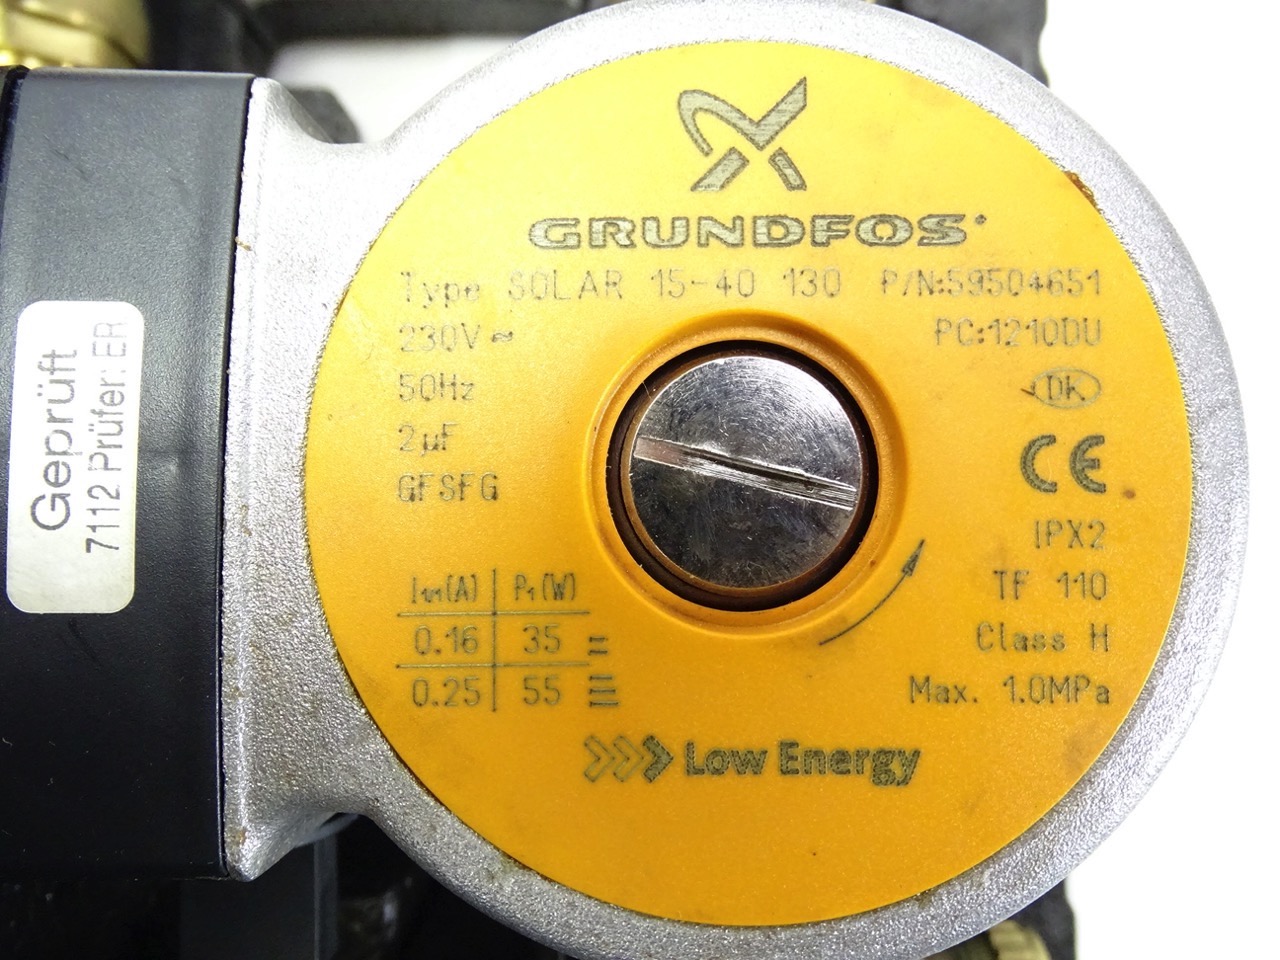 GRUNDFOS
Type SOLAR 15-40 130 P/N:59504651
230V ~ PC:1210DU
50Hz DK
2µF CE
GFSFG IPX2
TF 110
I1/1(A) P1(W) Class H
0.16 35
0.25 55 Max. 1.0MPa
Low Energy
Geprüft
7112 Prüfer: ER